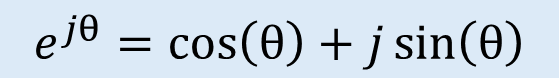 e^{jθ} = cos(θ) + j sin(θ)